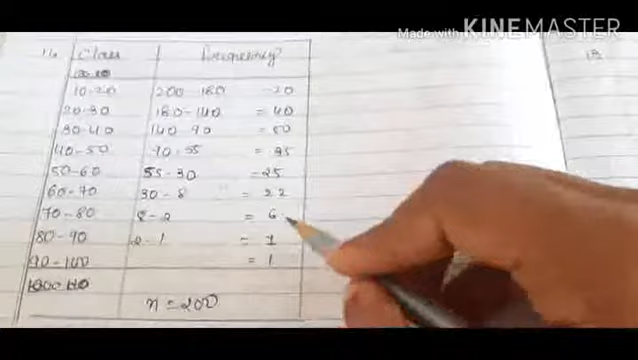 Made with KINEMASTER
Class Frequency
10-20 200-180 = 20
20-30 180-140 = 40
30-40 140-90 = 50
40-50 90-55 = 35
50-60 55-30 = 25
60-70 30-8 = 22
70-80 8-2 = 6
80-90 2-1 = 1
90-100 = 1
n = 200